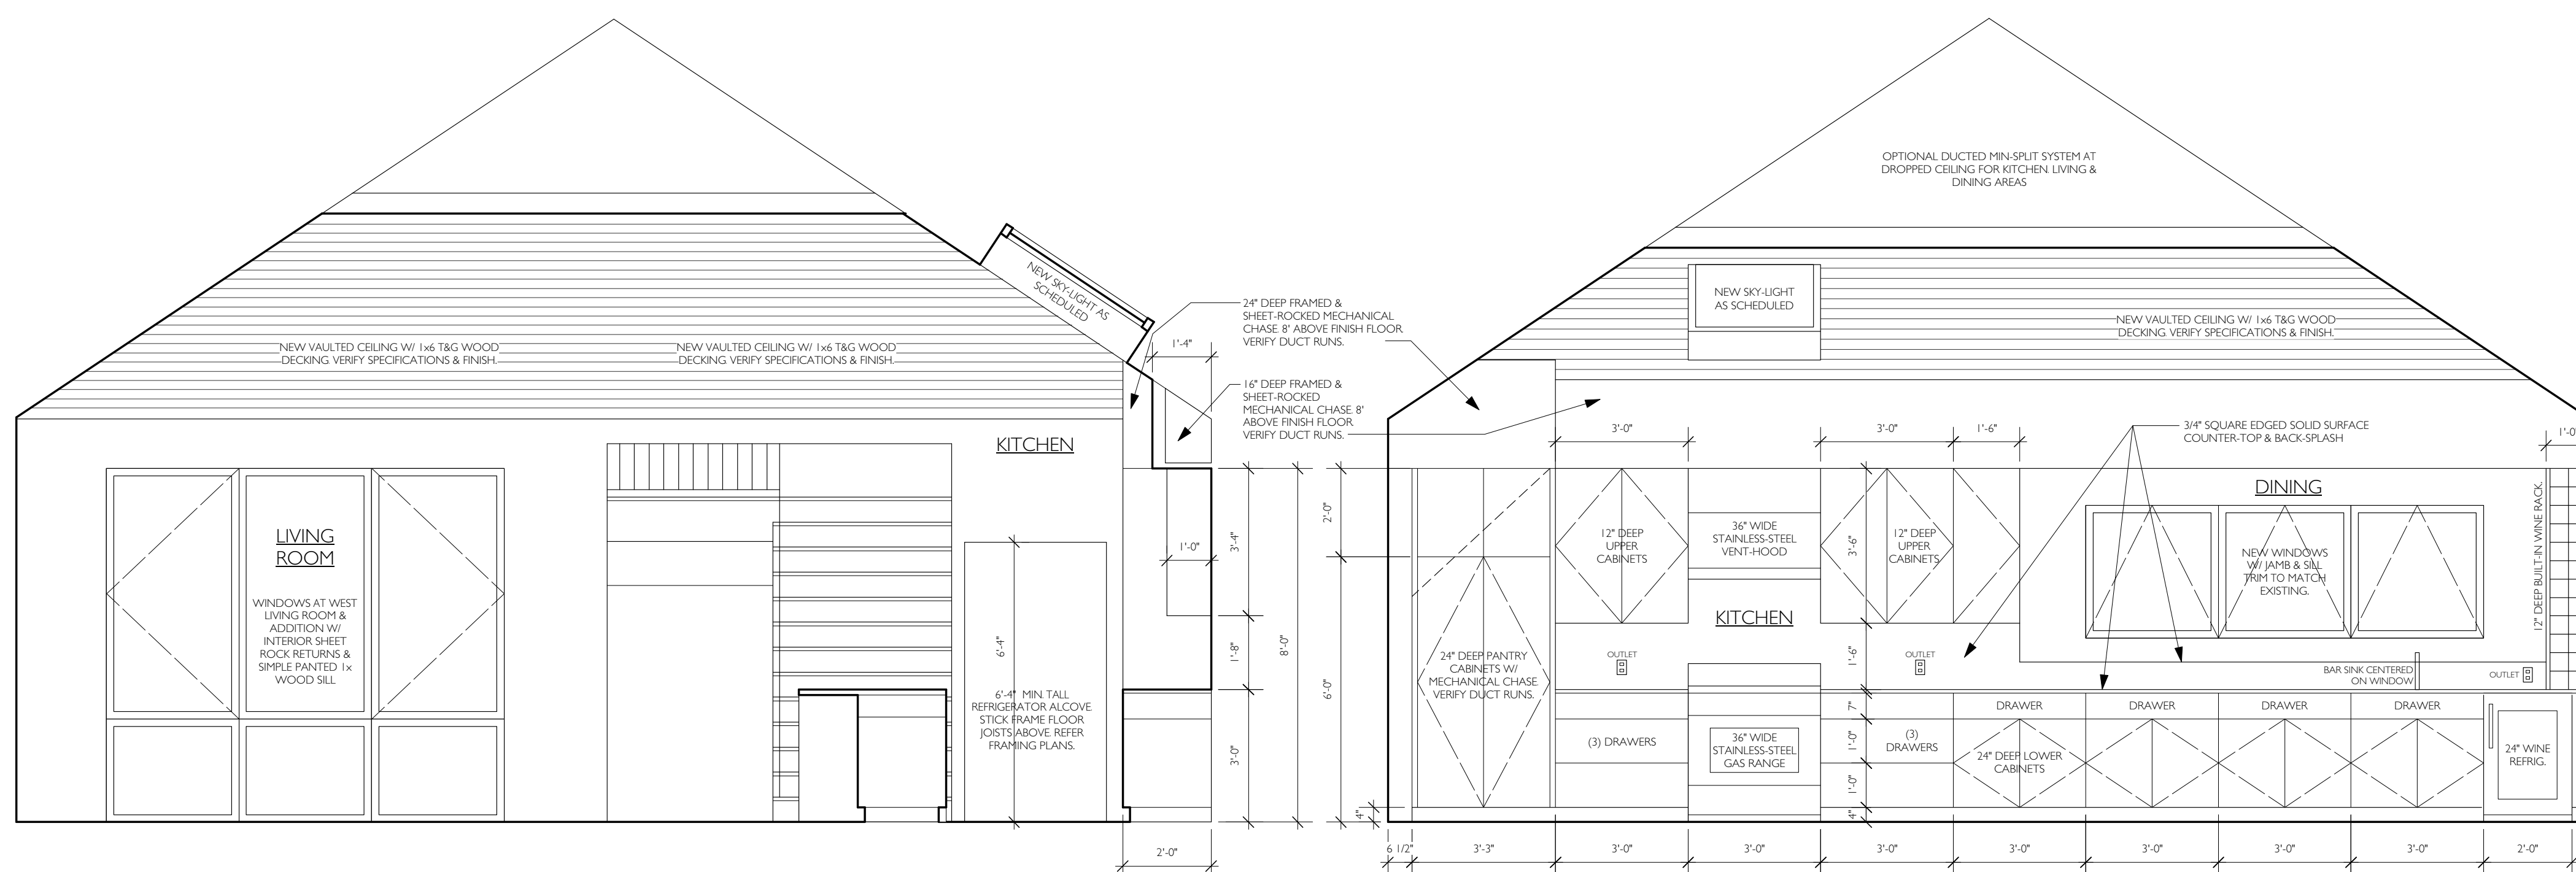 OPTIONAL DUCTED MIN-SPLIT SYSTEM AT
DROPPED CEILING FOR KITCHEN. LIVING &
DINING AREAS
NEW SKY-LIGHT AS
SCHEDULED
NEW VAULTED CEILING W/ 1x6 T&G WOOD
DECKING. VERIFY SPECIFICATIONS & FINISH.
NEW VAULTED CEILING W/ 1x6 T&G WOOD
DECKING. VERIFY SPECIFICATIONS & FINISH.
1'-4"
24" DEEP FRAMED &
SHEET-ROCKED MECHANICAL
CHASE. 8' ABOVE FINISH FLOOR
VERIFY DUCT RUNS.
16" DEEP FRAMED &
SHEET-ROCKED
MECHANICAL CHASE. 8'
ABOVE FINISH FLOOR
VERIFY DUCT RUNS.
NEW SKY-LIGHT
AS SCHEDULED
NEW VAULTED CEILING W/ 1x6 T&G WOOD
DECKING. VERIFY SPECIFICATIONS & FINISH.
KITCHEN
LIVING
ROOM
WINDOWS AT WEST
LIVING ROOM &
ADDITION W/
INTERIOR SHEET
ROCK RETURNS &
SIMPLE PANTED 1x
WOOD SILL
6'-4"
6'-4" MIN. TALL
REFRIGERATOR ALCOVE.
STICK FRAME FLOOR
JOISTS ABOVE. REFER
FRAMING PLANS.
1'-0"
3'-4"
1'-8"
3'-0"
8'-0"
2'-0"
2'-0"
6'-0"
4"
3'-0"
3'-0"
1'-6"
3/4" SQUARE EDGED SOLID SURFACE
COUNTER-TOP & BACK-SPLASH
1'-0"
12" DEEP
UPPER
CABINETS
36" WIDE
STAINLESS-STEEL
VENT-HOOD
3'-6"
12" DEEP
UPPER
CABINETS
DINING
NEW WINDOWS
W/ JAMB & SILL
TRIM TO MATCH
EXISTING.
12" DEEP BUILT-IN WINE RACK.
KITCHEN
24" DEEP PANTRY
CABINETS W/
MECHANICAL CHASE.
VERIFY DUCT RUNS.
OUTLET
1'-6"
OUTLET
BAR SINK CENTERED
ON WINDOW
OUTLET
7"
DRAWER
DRAWER
DRAWER
DRAWER
(3) DRAWERS
36" WIDE
STAINLESS-STEEL
GAS RANGE
1'-0"
(3)
DRAWERS
24" DEEP LOWER
CABINETS
24" WINE
REFRIG.
1'-0"
4"
6 1/2"
3'-3"
3'-0"
3'-0"
3'-0"
3'-0"
3'-0"
3'-0"
3'-0"
2'-0"